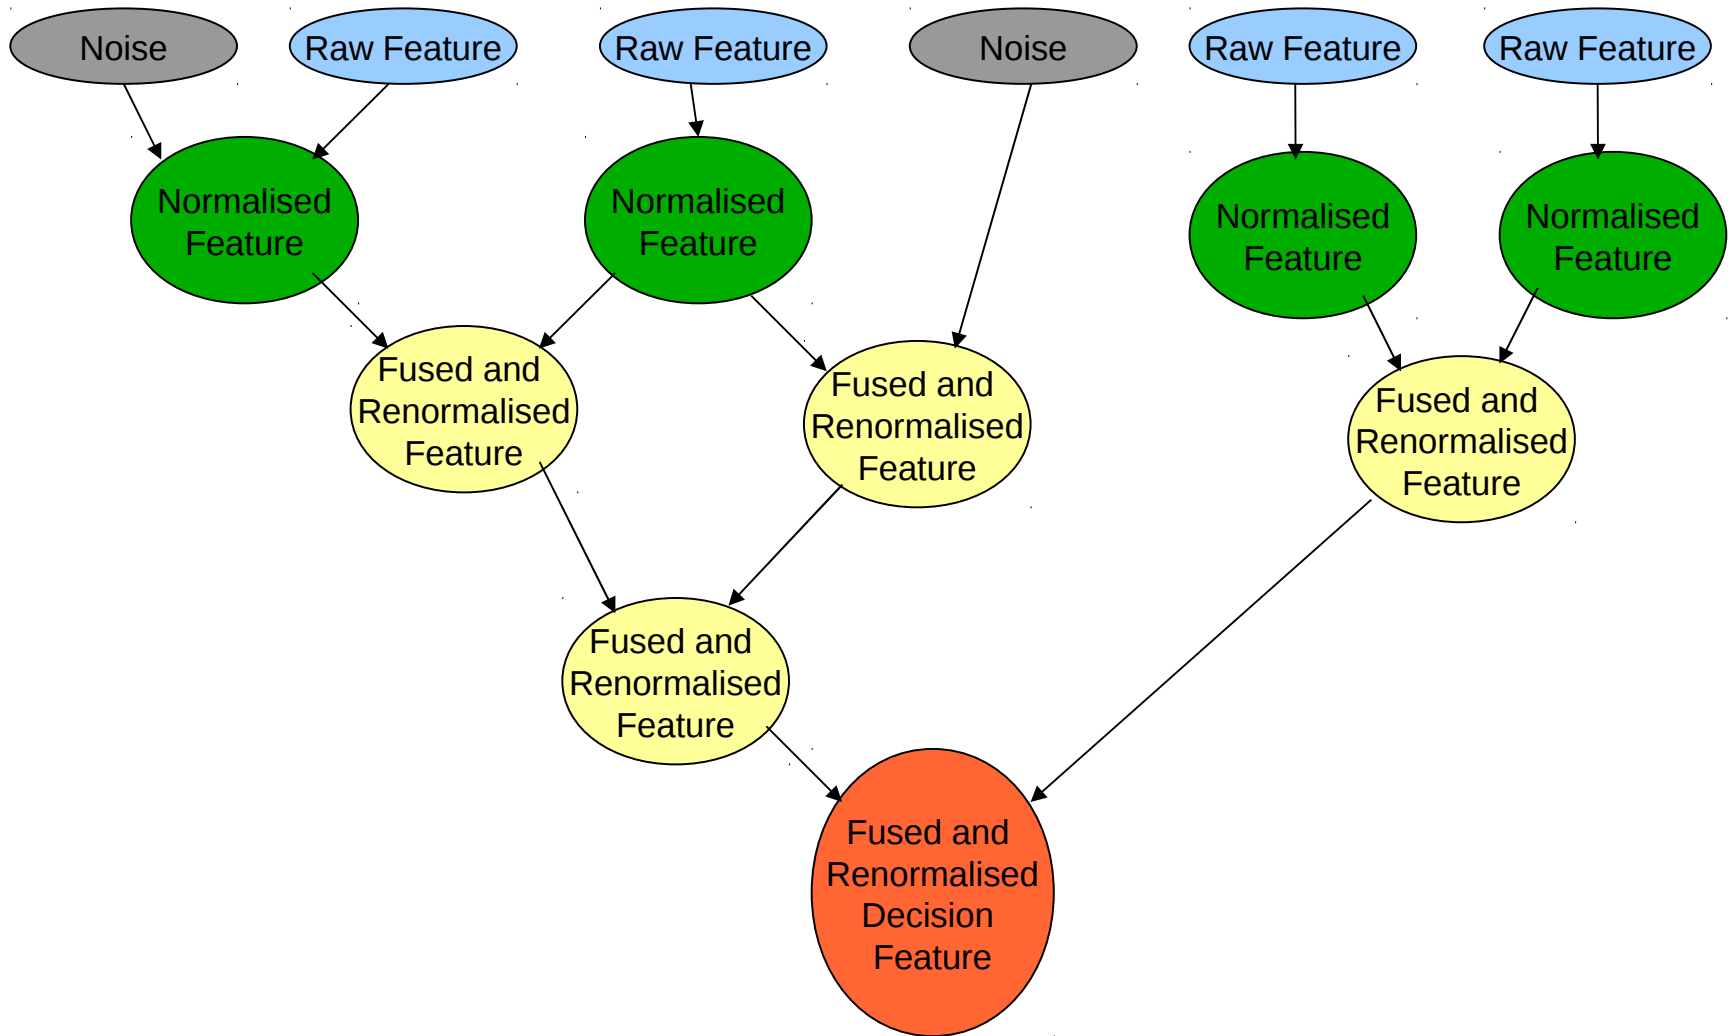 Noise
Raw Feature
Raw Feature
Noise
Raw Feature
Raw Feature
Normalised
Feature
Normalised
Feature
Normalised
Feature
Normalised
Feature
Fused and
Renormalised
Feature
Fused and
Renormalised
Feature
Fused and
Renormalised
Feature
Fused and
Renormalised
Feature
Fused and
Renormalised
Decision
Feature